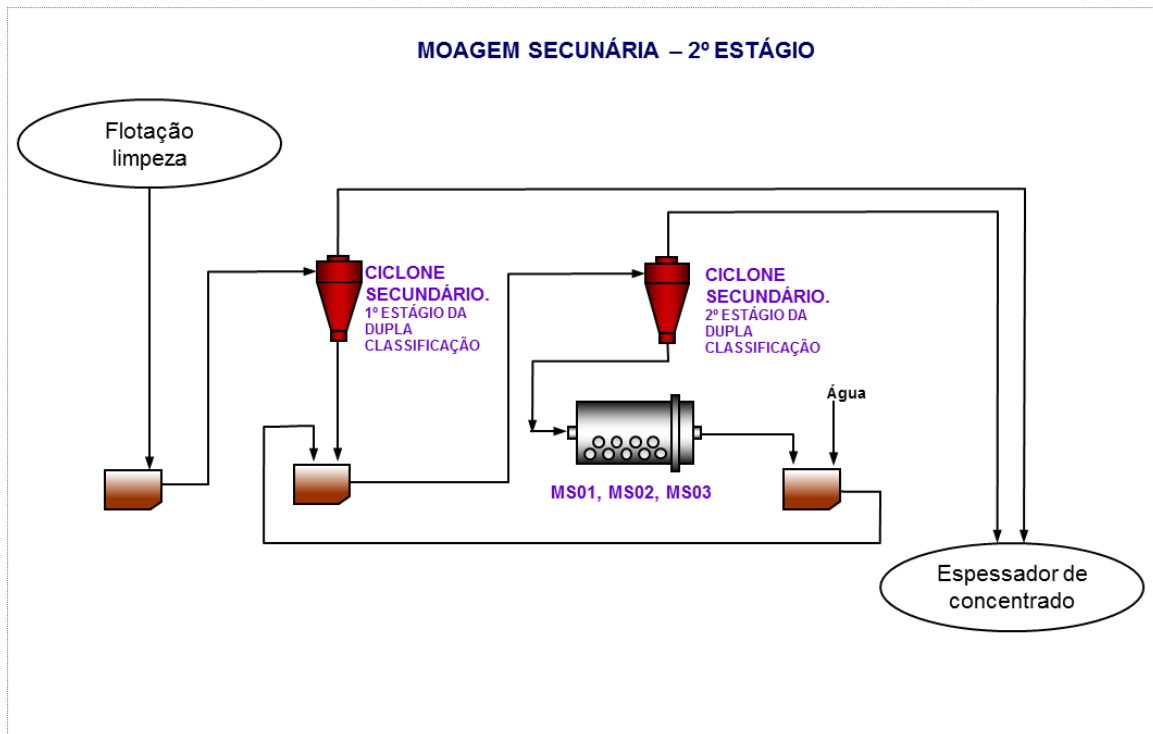 MOAGEM SECUNÁRIA – 2º ESTÁGIO
Flotação
limpeza
CICLONE
SECUNDÁRIO.
1º ESTÁGIO DA
DUPLA
CLASSIFICAÇÃO
CICLONE
SECUNDÁRIO.
2º ESTÁGIO DA
DUPLA
CLASSIFICAÇÃO
Água
MS01, MS02, MS03
Espessador de
concentrado